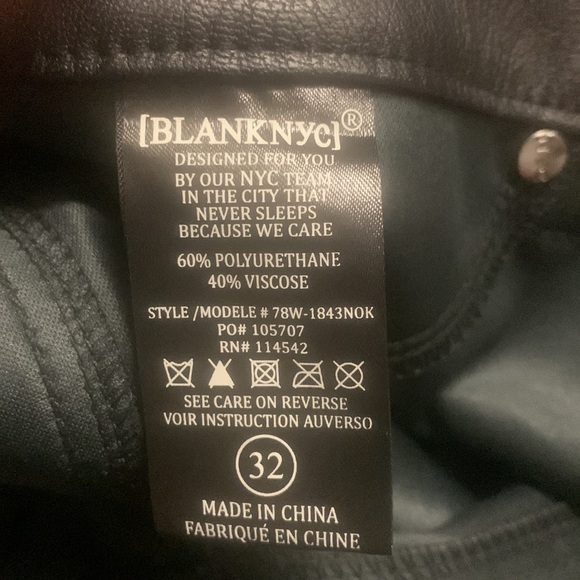 [BLANKNYC]®
DESIGNED FOR YOU
BY OUR NYC TEAM
IN THE CITY THAT
NEVER SLEEPS
BECAUSE WE CARE
60% POLYURETHANE
40% VISCOSE
STYLE /MODELE # 78W-1843NOK
PO# 105707
RN# 114542
SEE CARE ON REVERSE
VOIR INSTRUCTION AUVERSO
32
MADE IN CHINA
FABRIQUÉ EN CHINE